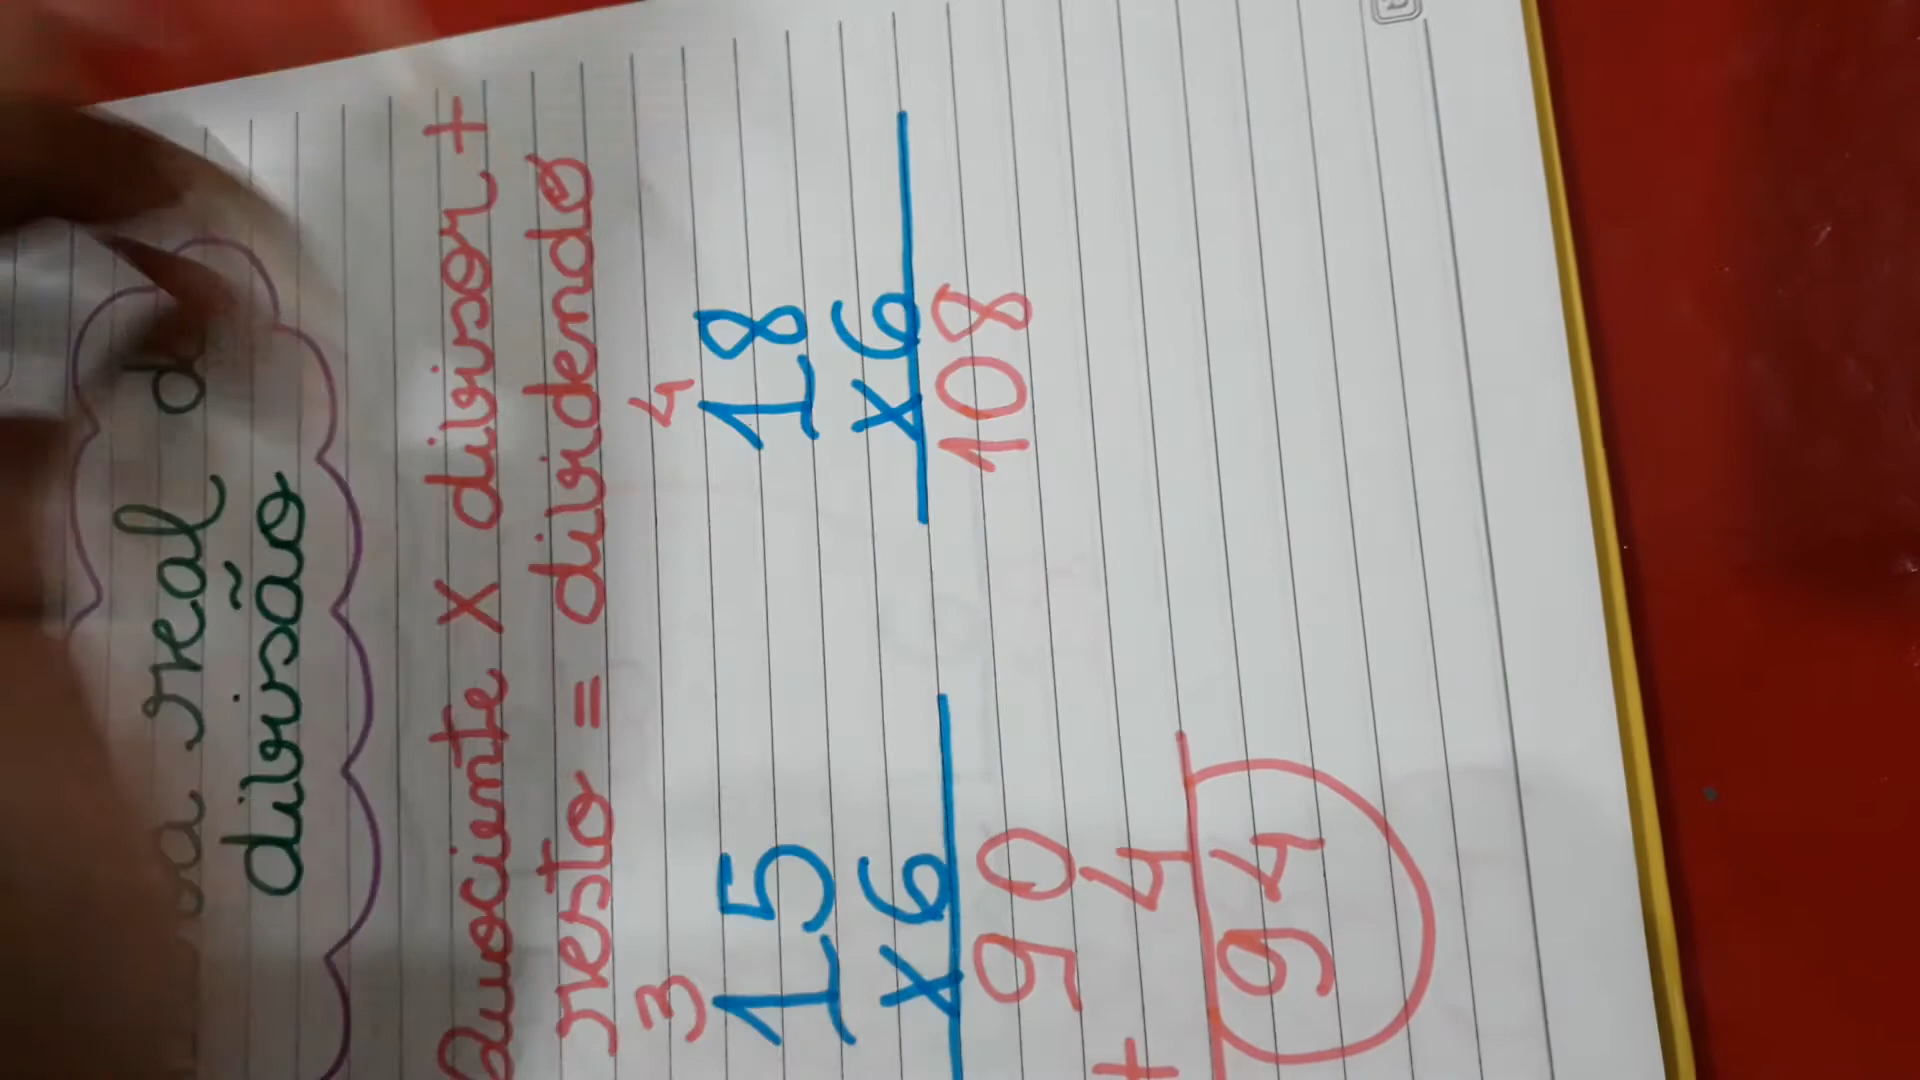 real d
divisão
Quociente X divisor +
resto = dividendo
3
15
x6
90
+ 4
94
4
18
x6
108